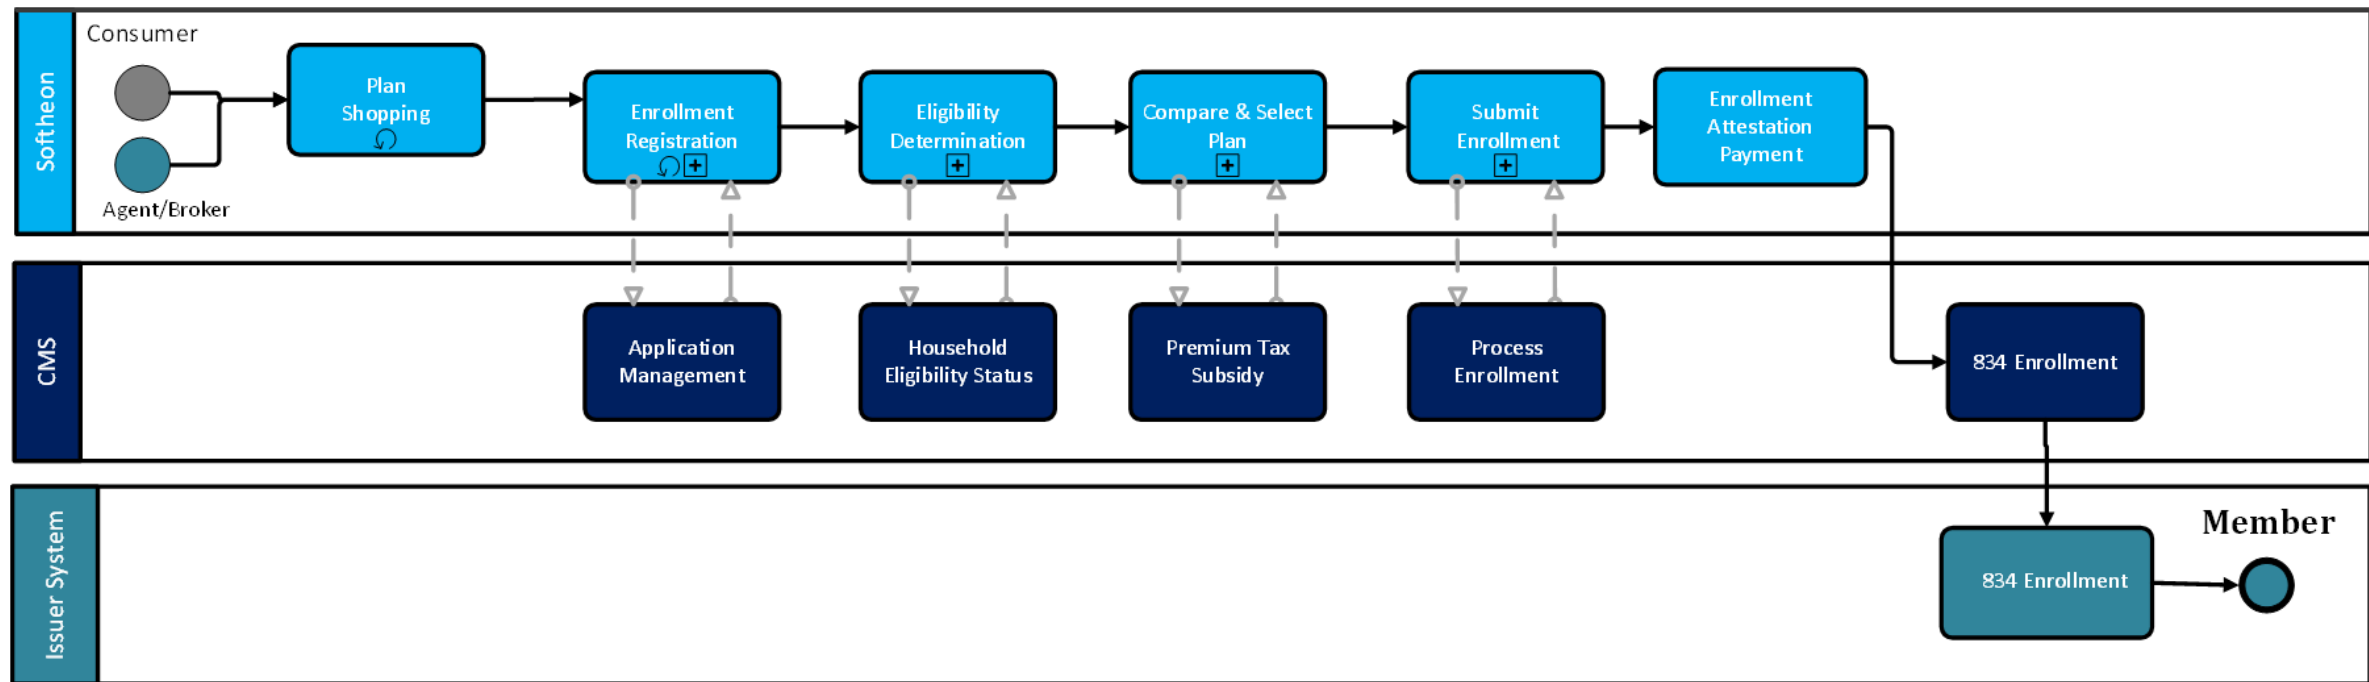 Softheon
Consumer
Agent/Broker
Plan
Shopping
Enrollment
Registration
Eligibility
Determination
Compare & Select
Plan
Submit
Enrollment
Enrollment
Attestation
Payment
CMS
Application
Management
Household
Eligibility Status
Premium Tax
Subsidy
Process
Enrollment
834 Enrollment
Issuer System
834 Enrollment
Member